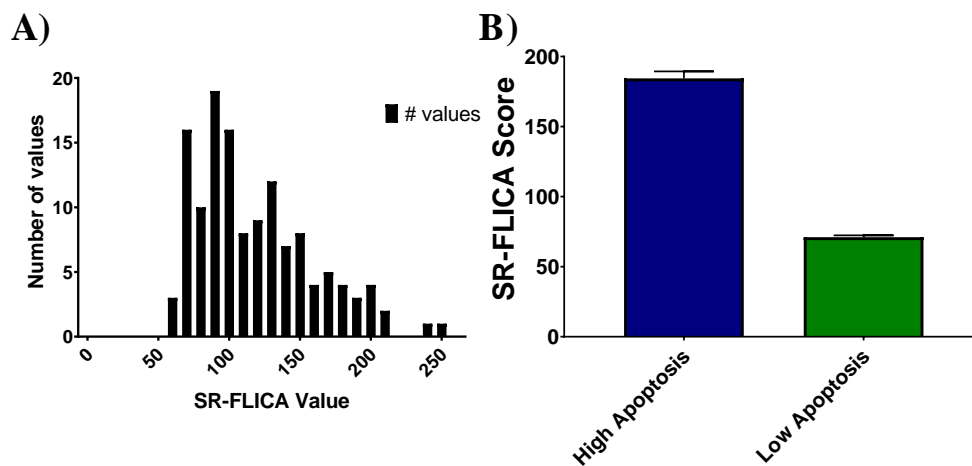 A)
20
15
10
5
0
Number of values
# values
0
50
100
150
200
250
SR-FLICA Value
B)
200
150
100
50
0
SR-FLICA Score
High Apoptosis
Low Apoptosis